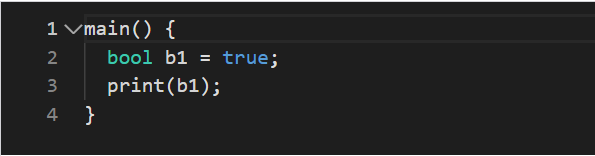 1 main() {
2 bool b1 = true;
3 print(b1);
4 }